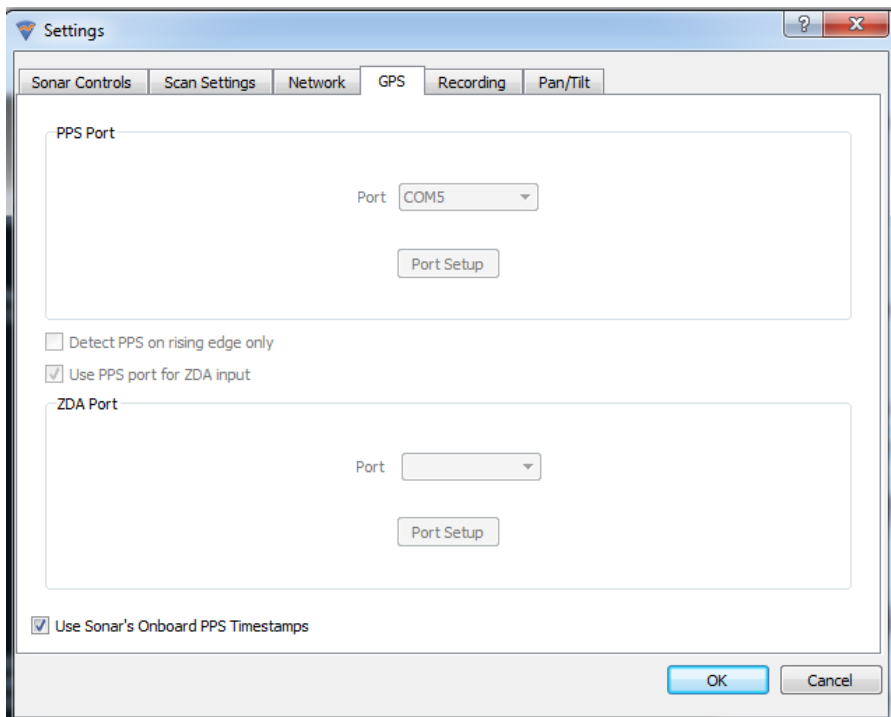 Settings
Sonar Controls Scan Settings Network GPS Recording Pan/Tilt
PPS Port
Port COM5
Port Setup
Detect PPS on rising edge only
Use PPS port for ZDA input
ZDA Port
Port
Port Setup
Use Sonar's Onboard PPS Timestamps
OK Cancel